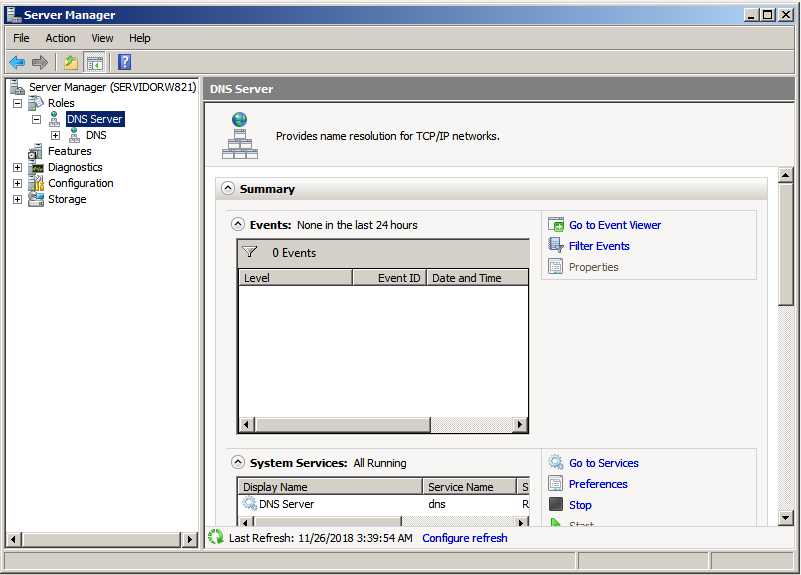 Server Manager
File Action View Help
Server Manager (SERVIDORW821)
Roles
DNS Server
DNS
Features
Diagnostics
Configuration
Storage
DNS Server
Provides name resolution for TCP/IP networks.
Summary
Events: None in the last 24 hours
0 Events
Level Event ID Date and Time
Go to Event Viewer
Filter Events
Properties
System Services: All Running
Display Name Service Name S
DNS Server dns R
Go to Services
Preferences
Stop
Start
Last Refresh: 11/26/2018 3:39:54 AM Configure refresh